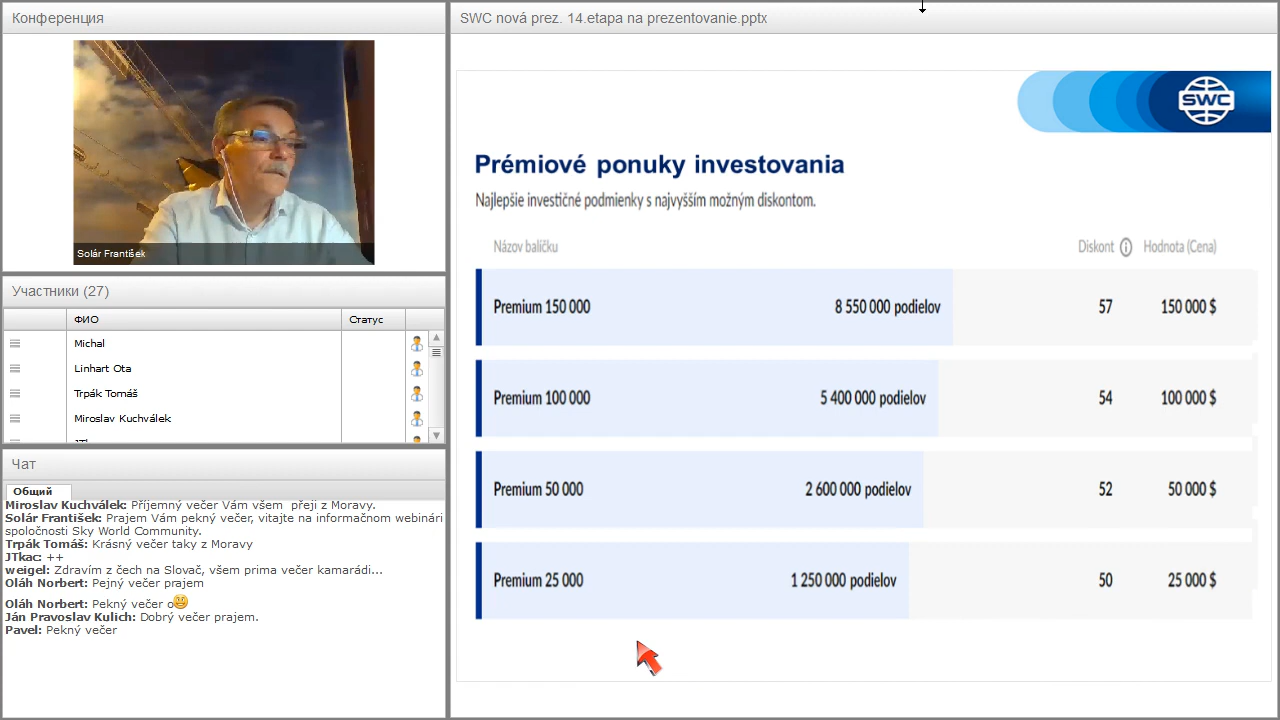 Конференция
Solár František
Участники (27)
ФИО
Статус
Michal
Linhart Ota
Trpák Tomáš
Miroslav Kuchválek
Чат
Общий
Miroslav Kuchválek: Příjemný večer Vám všem přeji z Moravy.
Solár František: Prajem Vám pekný večer, vitajte na informačnom webinári
spoločnosti Sky World Community.
Trpák Tomáš: Krásný večer taky z Moravy
JTkac: ++
weigel: Zdravím z čech na Slovač, všem prima večer kamarádi...
Oláh Norbert: Pejný večer prajem
Oláh Norbert: Pekný večer o
Ján Pravoslav Kulich: Dobrý večer prajem.
Pavel: Pekný večer
SWC nová prez. 14.etapa na prezentovanie.pptx
SWC
Prémiové ponuky investovania
Najlepšie investičné podmienky s najvyšším možným diskontom.
Názov balíčku Diskont Hodnota (Cena)
Premium 150 000 8 550 000 podielov 57 150 000 $
Premium 100 000 5 400 000 podielov 54 100 000 $
Premium 50 000 2 600 000 podielov 52 50 000 $
Premium 25 000 1 250 000 podielov 50 25 000 $